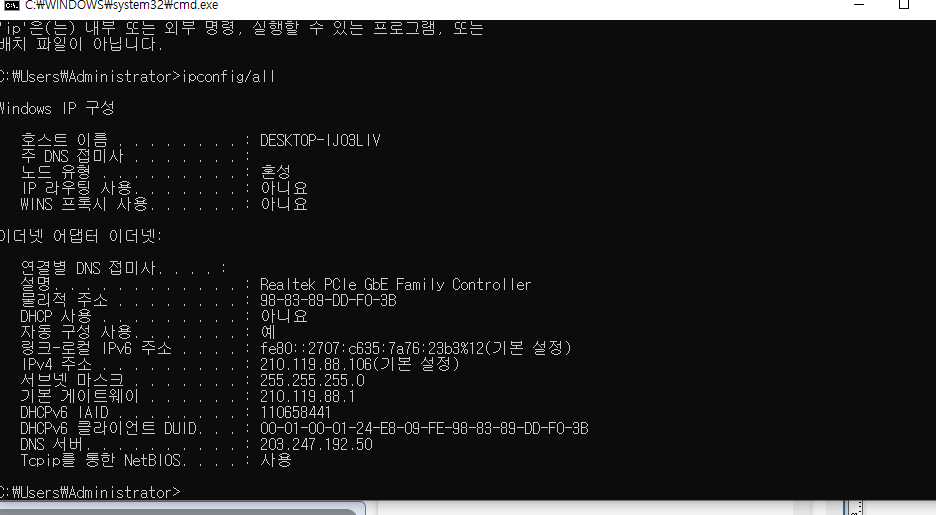 C:₩WINDOWS₩system32₩cmd.exe
'ip'은(는) 내부 또는 외부 명령, 실행할 수 있는 프로그램, 또는
배치 파일이 아닙니다.
C:₩Users₩Administrator>ipconfig/all
Windows IP 구성
호스트 이름 . . . . . . . . : DESKTOP-IJO3LIV
주 DNS 접미사 . . . . . . . :
노드 유형 . . . . . . . . . : 혼성
IP 라우팅 사용. . . . . . . : 아니요
WINS 프록시 사용. . . . . . : 아니요
이더넷 어댑터 이더넷:
연결별 DNS 접미사. . . . :
설명. . . . . . . . . . . . : Realtek PCIe GbE Family Controller
물리적 주소 . . . . . . . . : 98-83-89-DD-F0-3B
DHCP 사용 . . . . . . . . . : 아니요
자동 구성 사용. . . . . . . : 예
링크-로컬 IPv6 주소 . . . . : fe80::2707:c635:7a76:23b3%12(기본 설정)
IPv4 주소 . . . . . . . . . : 210.119.88.106(기본 설정)
서브넷 마스크 . . . . . . . : 255.255.255.0
기본 게이트웨이 . . . . . . : 210.119.88.1
DHCPv6 IAID . . . . . . . . : 110658441
DHCPv6 클라이언트 DUID. . . : 00-01-00-01-24-E8-09-FE-98-83-89-DD-F0-3B
DNS 서버. . . . . . . . . . : 203.247.192.50
Tcpip를 통한 NetBIOS. . . . : 사용
C:₩Users₩Administrator>